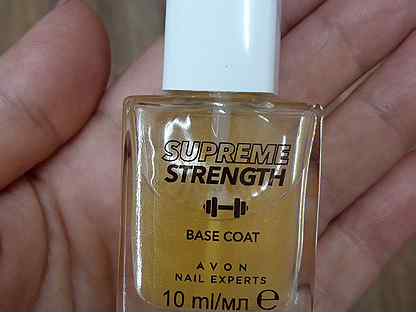 SUPREME
STRENGTH
BASE COAT
AVON
NAIL EXPERTS
10 ml/мл ℮